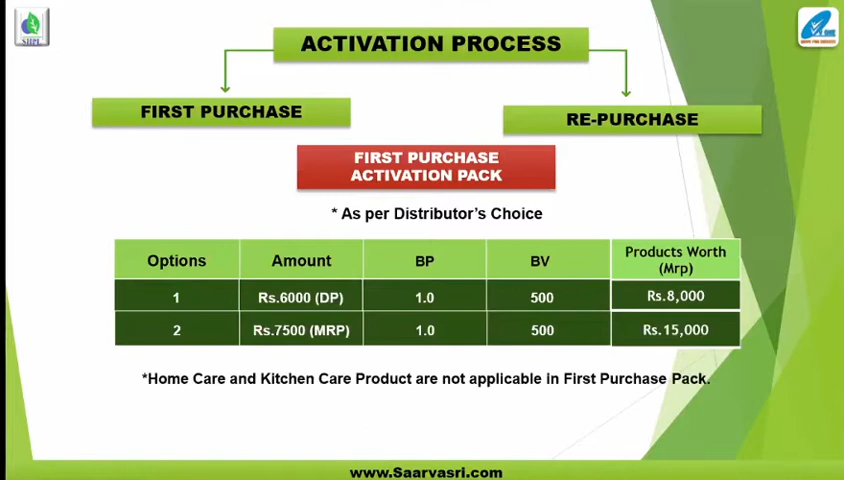 SHPL
ACTIVATION PROCESS
FIRST PURCHASE
RE-PURCHASE
FIRST PURCHASE
ACTIVATION PACK
* As per Distributor's Choice
Options Amount BP BV Products Worth (Mrp)
1 Rs.6000 (DP) 1.0 500 Rs.8,000
2 Rs.7500 (MRP) 1.0 500 Rs.15,000
*Home Care and Kitchen Care Product are not applicable in First Purchase Pack.
www.Saarvasri.com